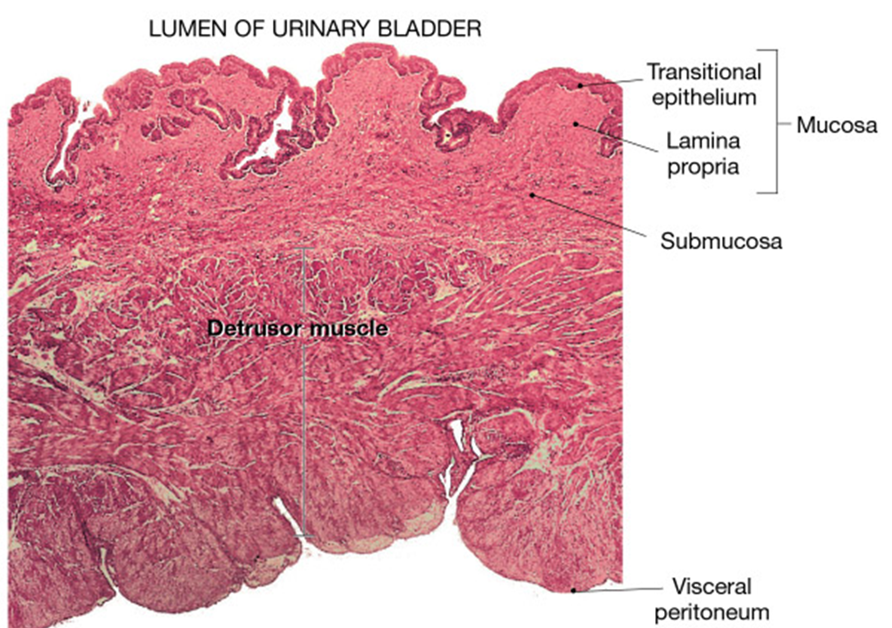 LUMEN OF URINARY BLADDER
Transitional
epithelium
Mucosa
Lamina
propria
Submucosa
Detrusor muscle
Visceral
peritoneum